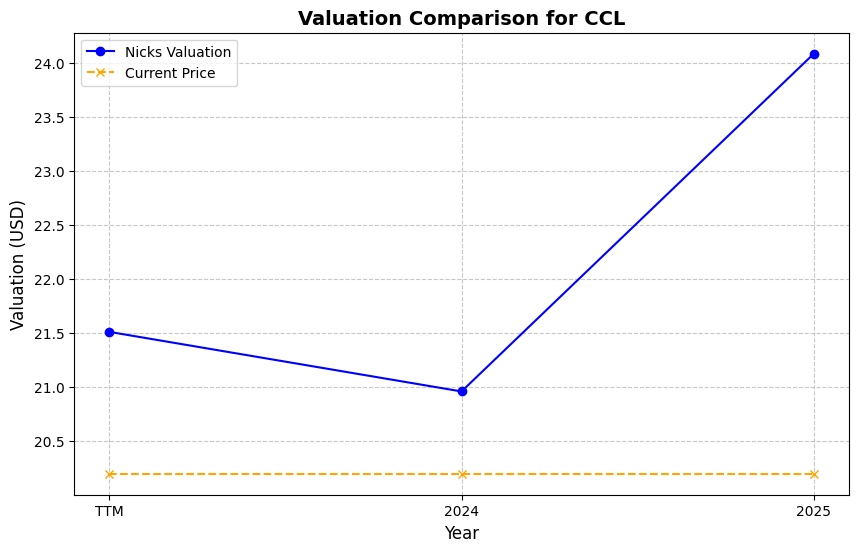 Valuation Comparison for CCL
Nicks Valuation
Current Price
24.0
23.5
23.0
22.5
22.0
21.5
21.0
20.5
Valuation (USD)
TTM
2024
2025
Year